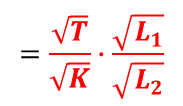 = √T / √K · √L₁ / √L₂